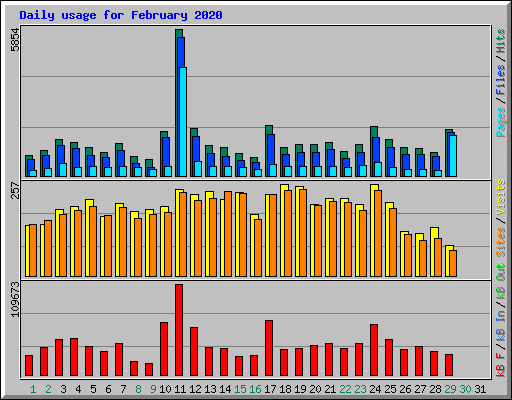 Daily usage for February 2020
5854
Pages / Files / Hits
257
Sites / Visits
109673
kB F / kB In / kB Out
1 2 3 4 5 6 7 8 9 10 11 12 13 14 15 16 17 18 19 20 21 22 23 24 25 26 27 28 29 30 31